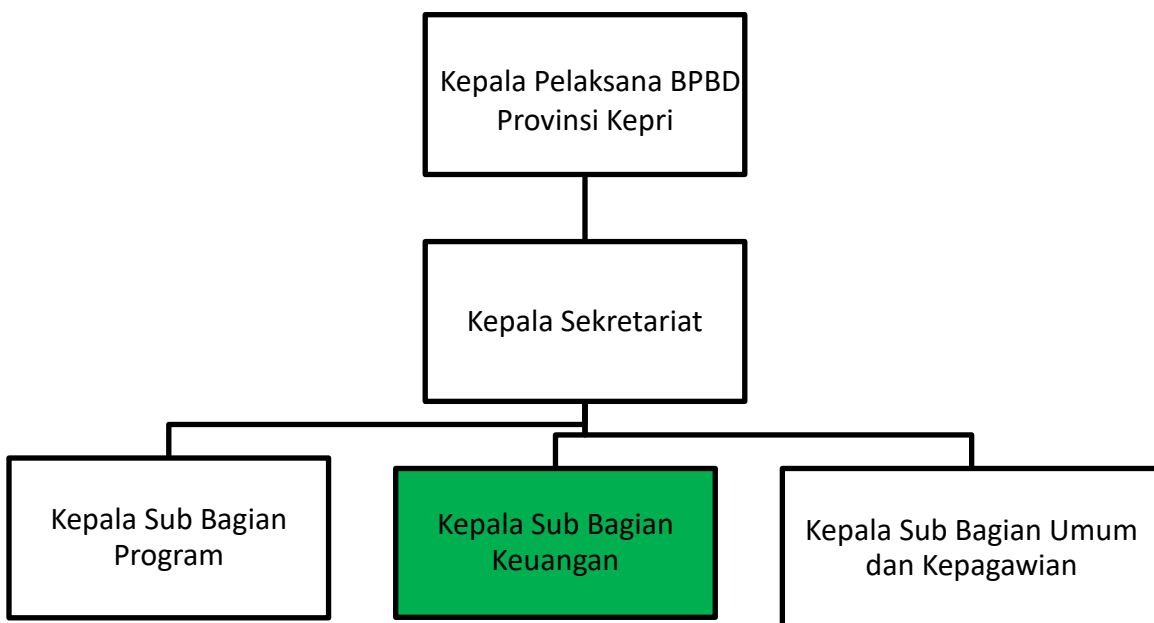 Kepala Pelaksana BPBD
Provinsi Kepri
Kepala Sekretariat
Kepala Sub Bagian
Program
Kepala Sub Bagian
Keuangan
Kepala Sub Bagian Umum
dan Kepagawian